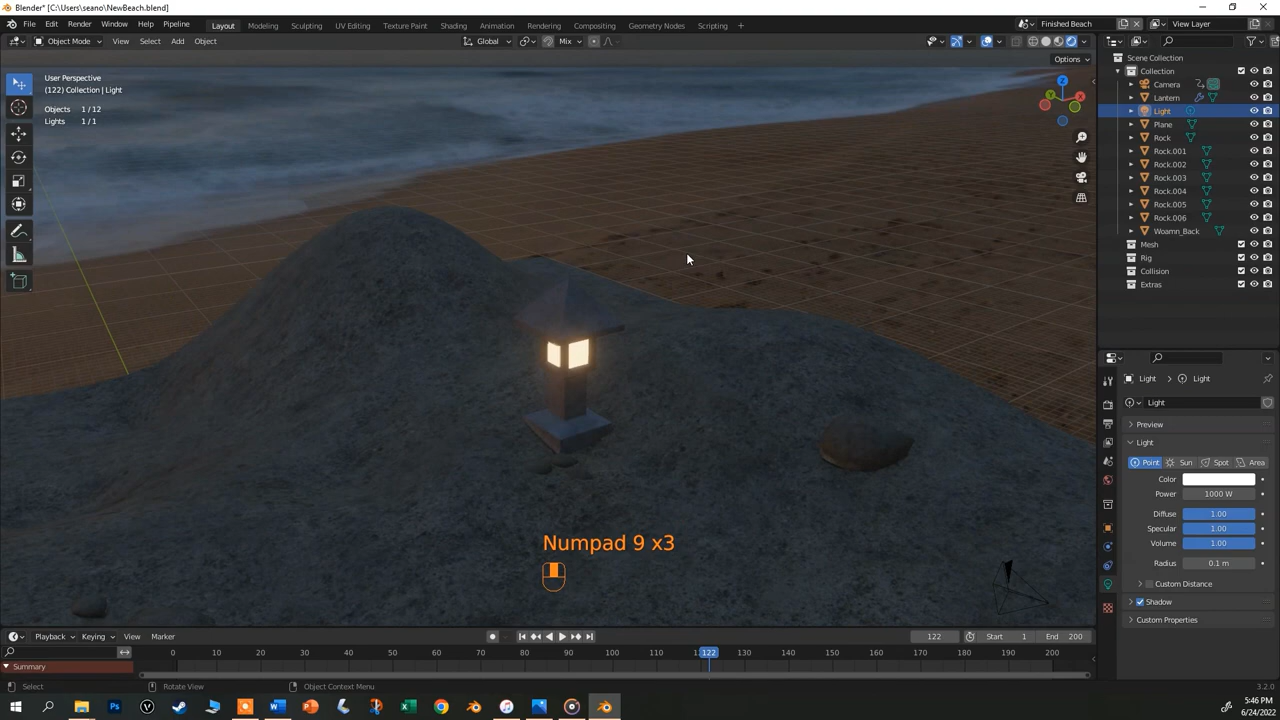 Blender* [C:\Users\seano\NewBeach.blend]
File Edit Render Window Help Pipeline Layout Modeling Sculpting UV Editing Texture Paint Shading Animation Rendering Compositing Geometry Nodes Scripting Finished Beach View Layer
Object Mode View Select Add Object Global Mix
Options
User Perspective
(122) Collection | Light
Objects 1 / 12
Lights 1 / 1
Z
Y
X
Scene Collection
Collection
Camera
Lantern
Light
Plane
Rock
Rock.001
Rock.002
Rock.003
Rock.004
Rock.005
Rock.006
Woamn_Back
Mesh
Rig
Collision
Extras
Light > Light
Light
Preview
Light
Point Sun Spot Area
Color
Power 1000 W
Diffuse 1.00
Specular 1.00
Volume 1.00
Radius 0.1 m
Custom Distance
Shadow
Custom Properties
Numpad 9 x3
Playback Keying View Marker 122 Start 1 End 200
0 10 20 30 40 50 60 70 80 90 100 110 122 130 140 150 160 170 180 190 200
Summary
Select Rotate View Object Context Menu 3.2.0
5:46 PM
6/24/2022